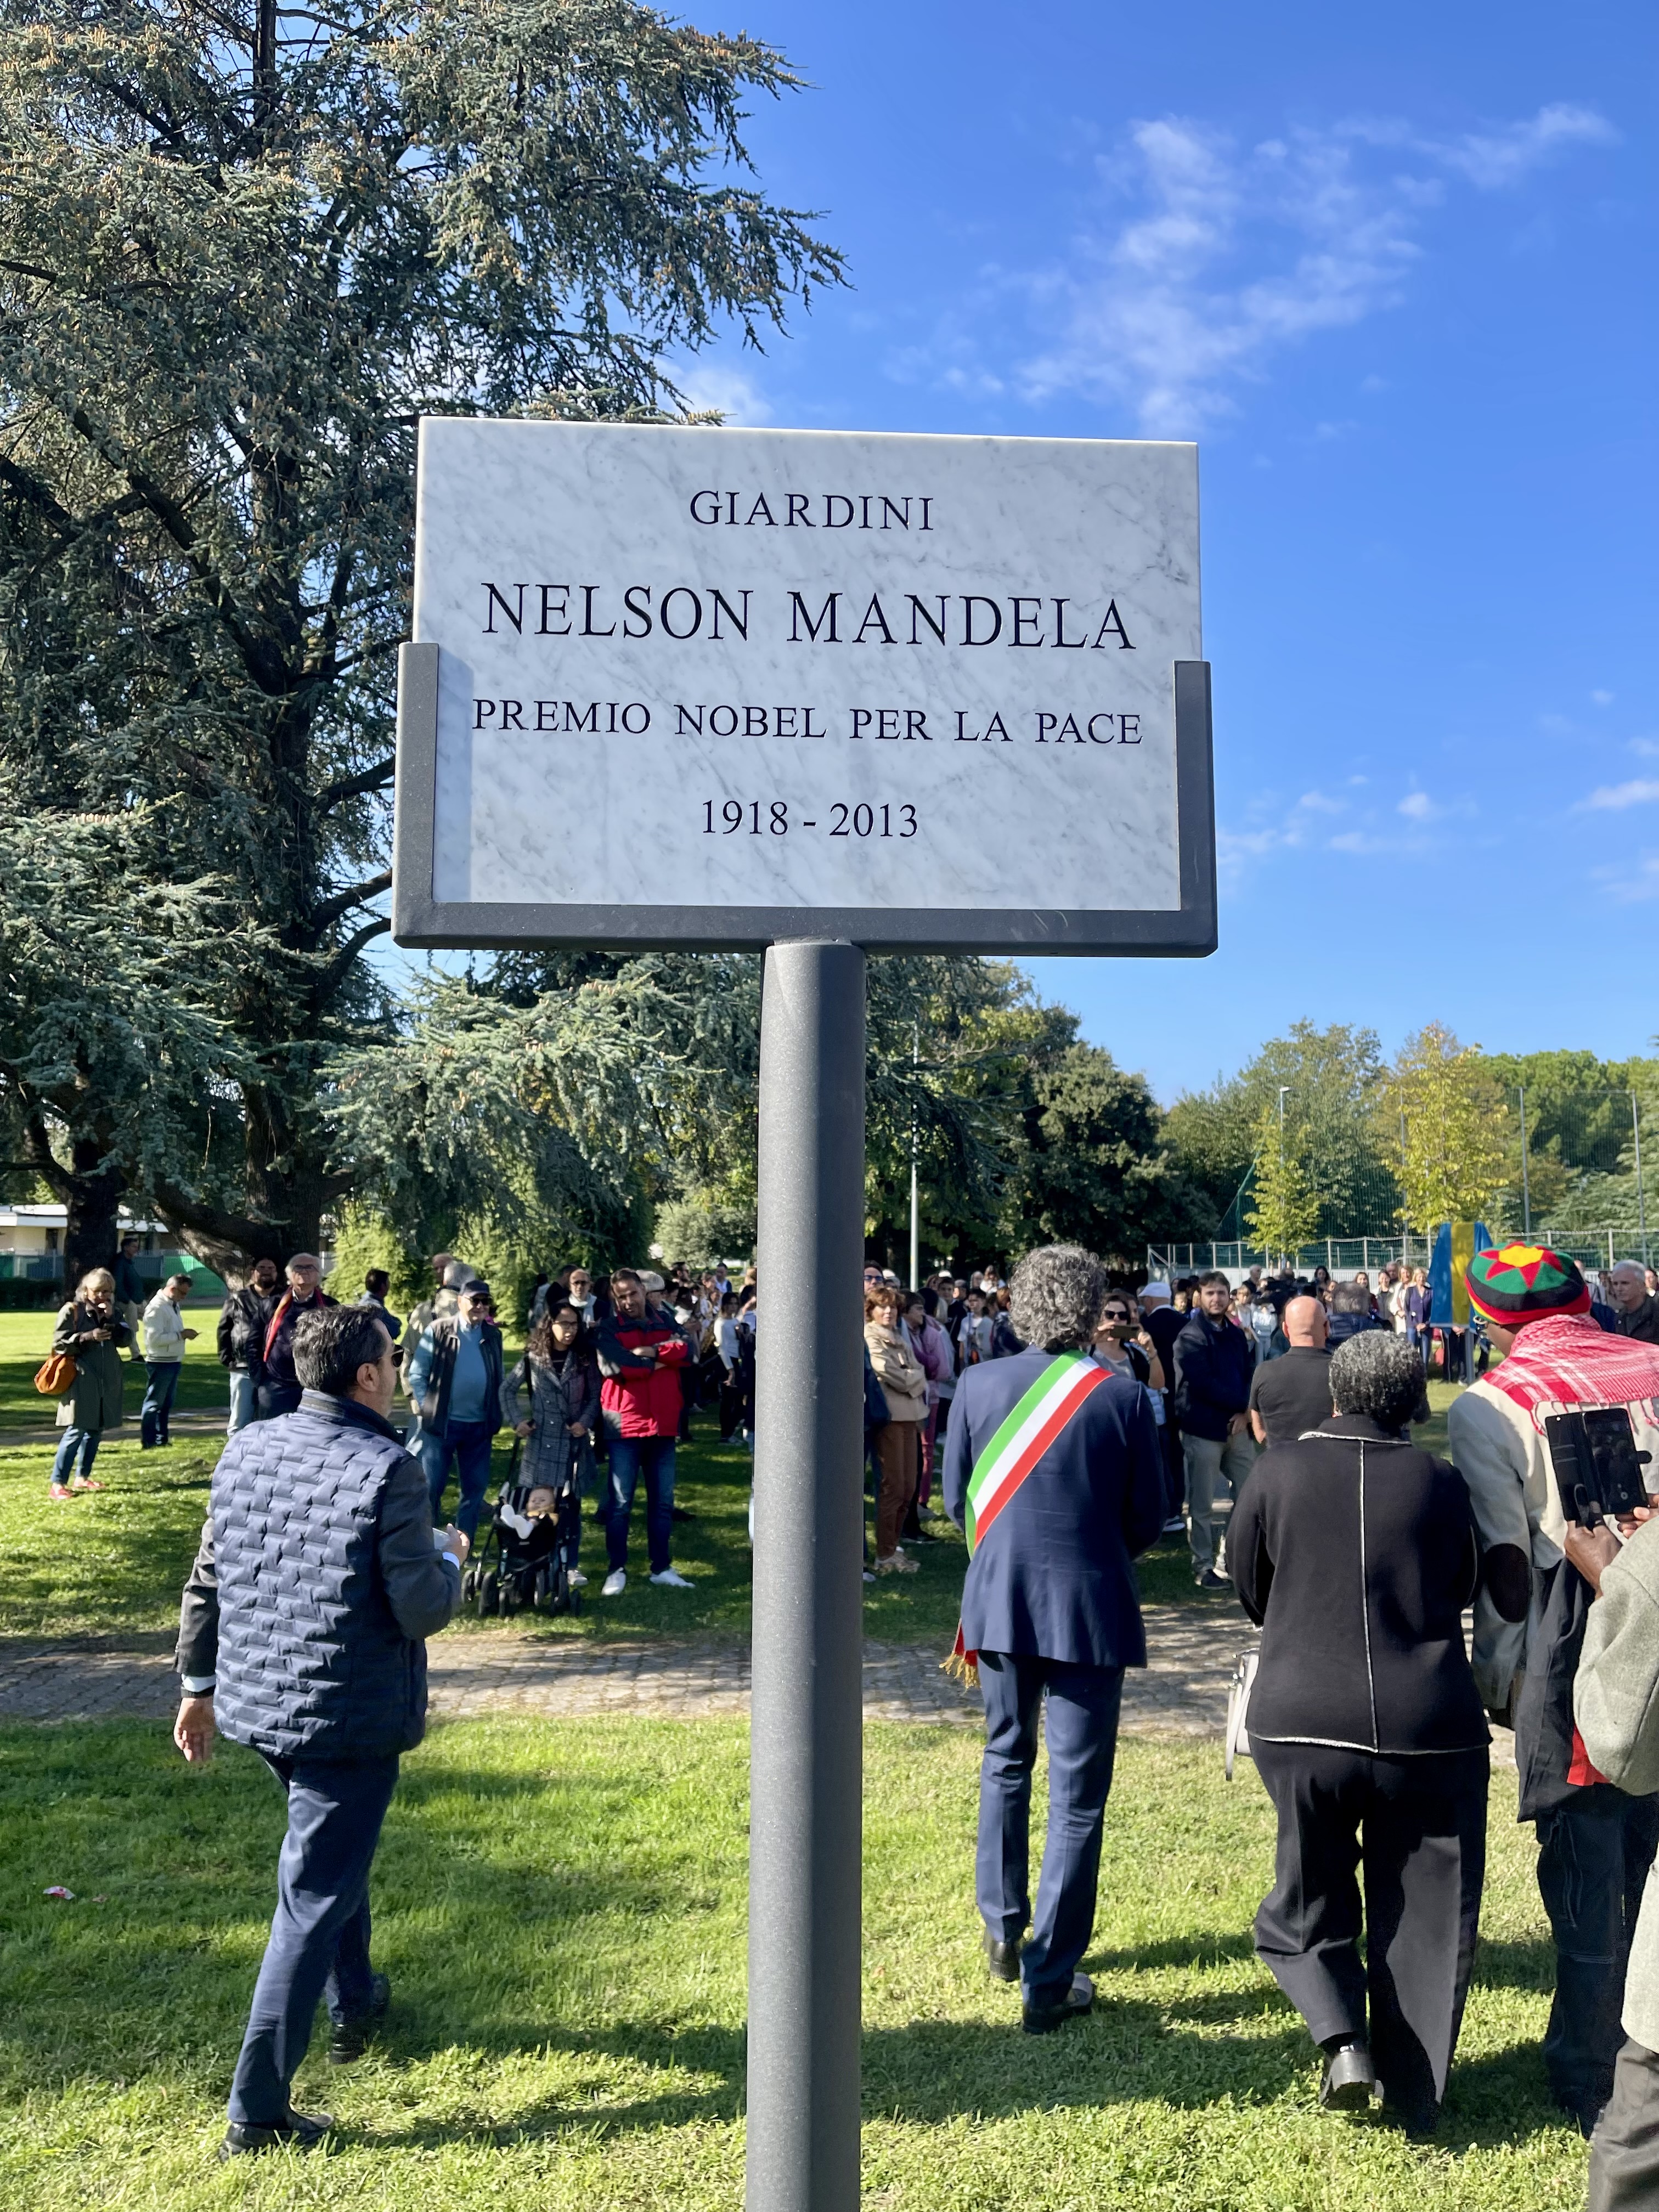 GIARDINI
NELSON MANDELA
PREMIO NOBEL PER LA PACE
1918 - 2013